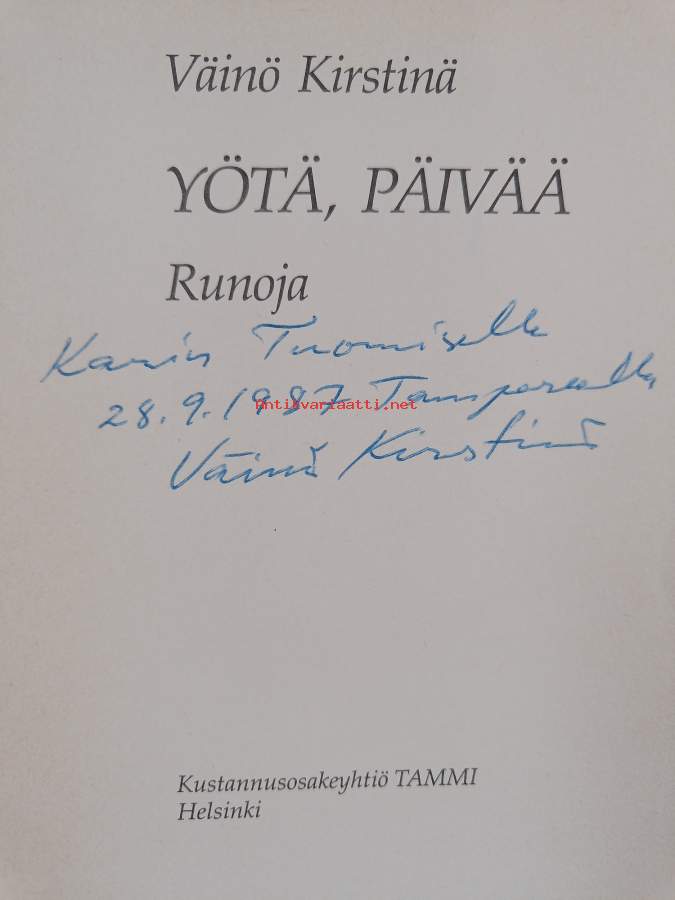 Väinö Kirstinä
YÖTÄ, PÄIVÄÄ
Runoja
Karin Tuomiselle
28.9.1987 Tampereella
Antikvariaatti.net
Väinö Kirstinä
Kustannusosakeyhtiö TAMMI
Helsinki